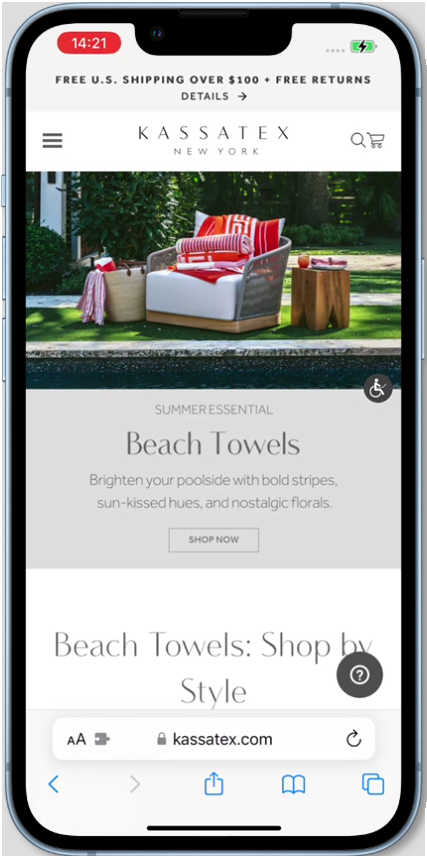 14:21
FREE U.S. SHIPPING OVER $100 + FREE RETURNS
DETAILS →
KASSATEX
NEW YORK
SUMMER ESSENTIAL
Beach Towels
Brighten your poolside with bold stripes,
sun-kissed hues, and nostalgic florals.
SHOP NOW
Beach Towels: Shop by
Style
?
AA
kassatex.com